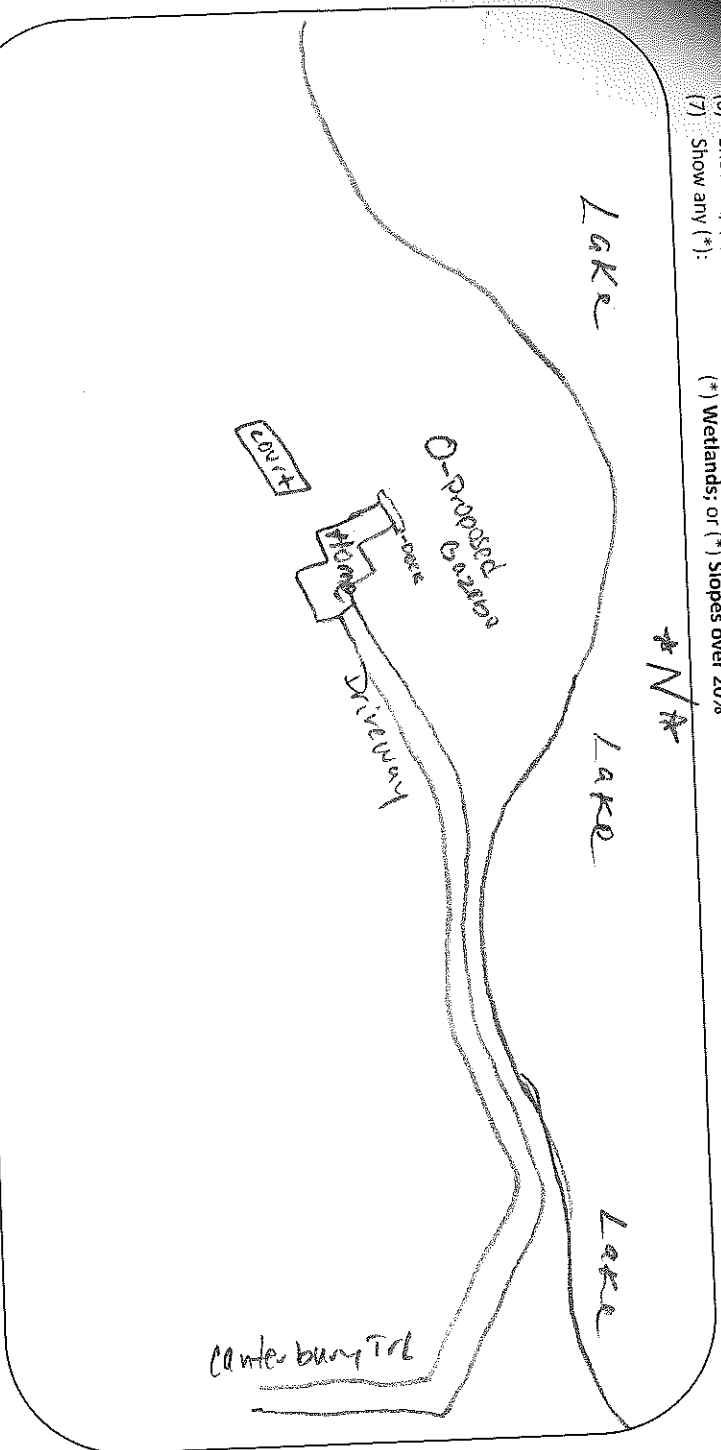 (7) Show any (*): (*) Wetlands; or (*) Slopes over 20%
*N*
Lake
Lake
Lake
O-Proposed
Gazebo
-Deck
court
Home
Driveway
Canterbury Trl